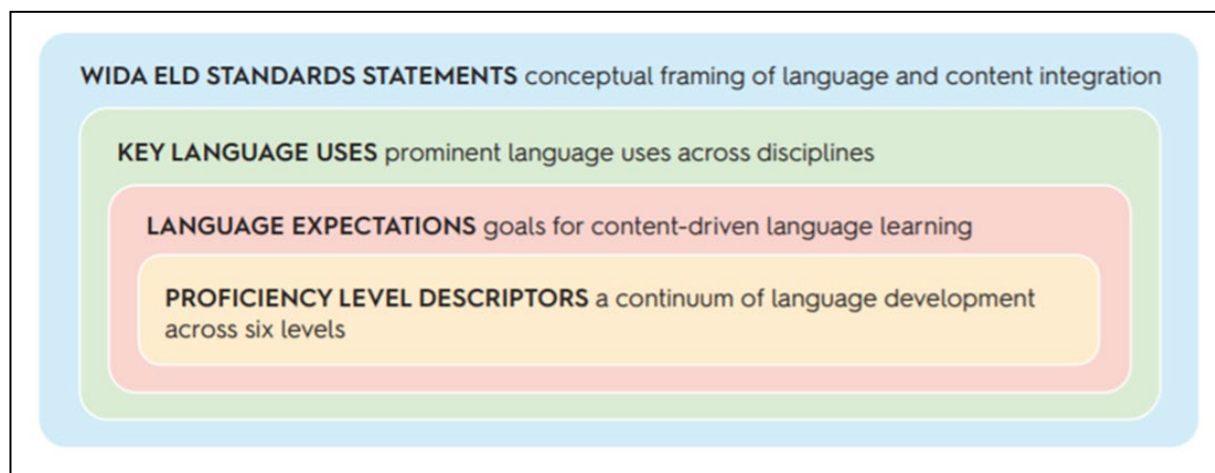 WIDA ELD STANDARDS STATEMENTS conceptual framing of language and content integration
KEY LANGUAGE USES prominent language uses across disciplines
LANGUAGE EXPECTATIONS goals for content-driven language learning
PROFICIENCY LEVEL DESCRIPTORS a continuum of language development
across six levels